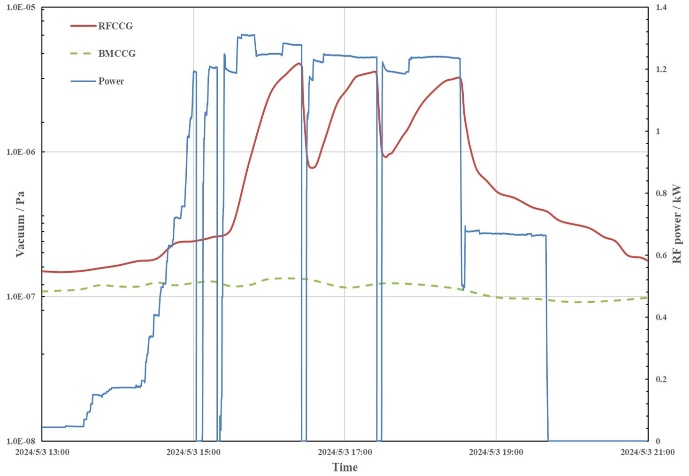 1.0E-05
1.0E-06
1.0E-07
1.0E-08
Vacuum / Pa
RFCCG
BMCCG
Power
1.4
1.2
1
0.8
0.6
0.4
0.2
0
RF power / kW
2024/5/3 13:00
2024/5/3 15:00
2024/5/3 17:00
2024/5/3 19:00
2024/5/3 21:00
Time